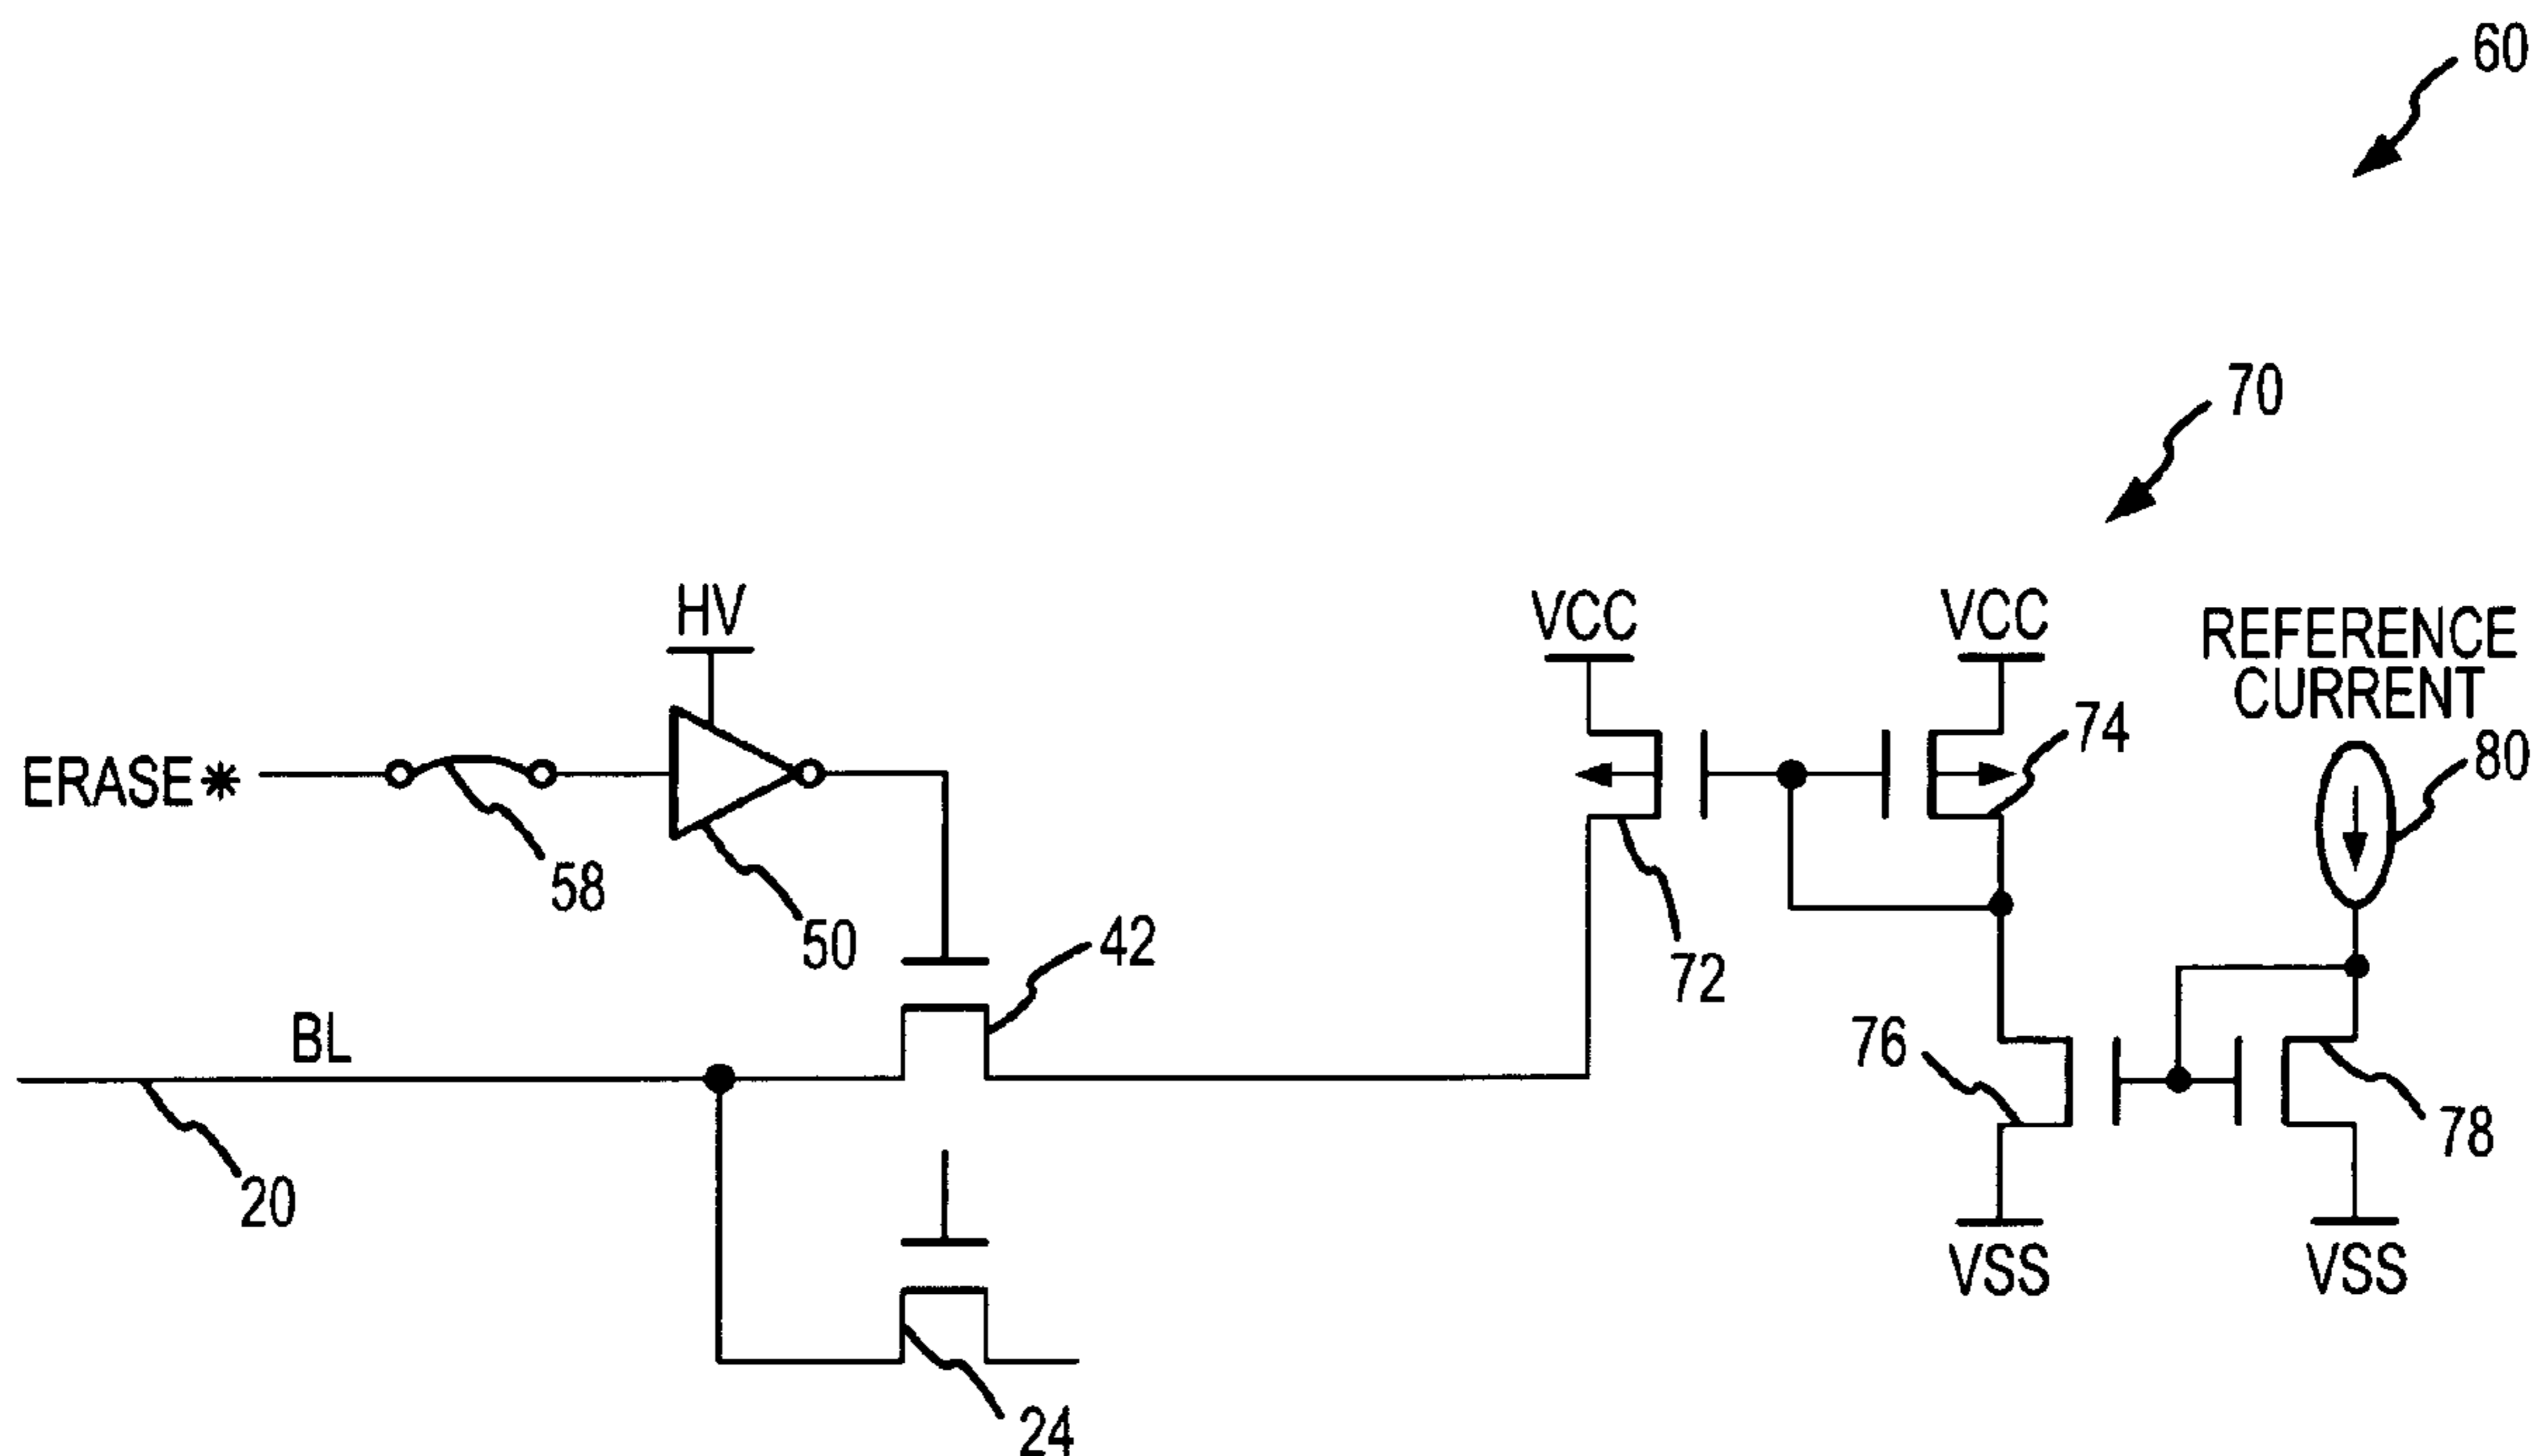 60
70
HV
VCC
VCC
REFERENCE
CURRENT
74
80
ERASE*
58
50
42
72
BL
76
78
20
VSS
VSS
24